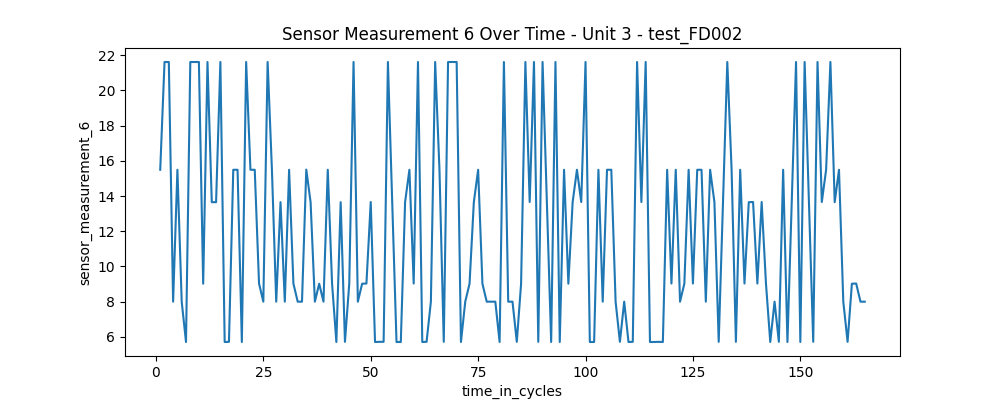 Sensor Measurement 6 Over Time - Unit 3 - test_FD002
sensor_measurement_6
22
20
18
16
14
12
10
8
6
0 25 50 75 100 125 150
time_in_cycles